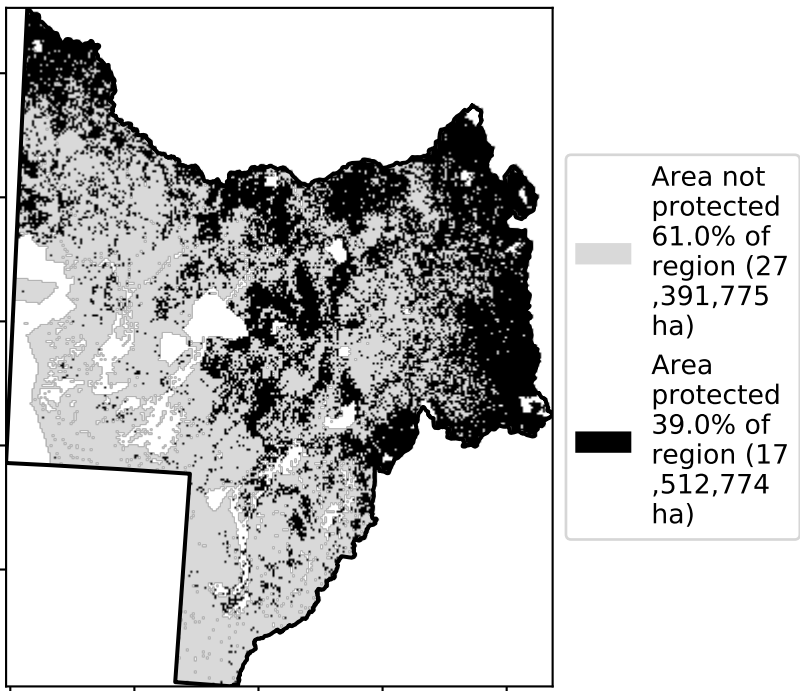 Area not
protected
61.0% of
region (27
,391,775
ha)
Area
protected
39.0% of
region (17
,512,774
ha)